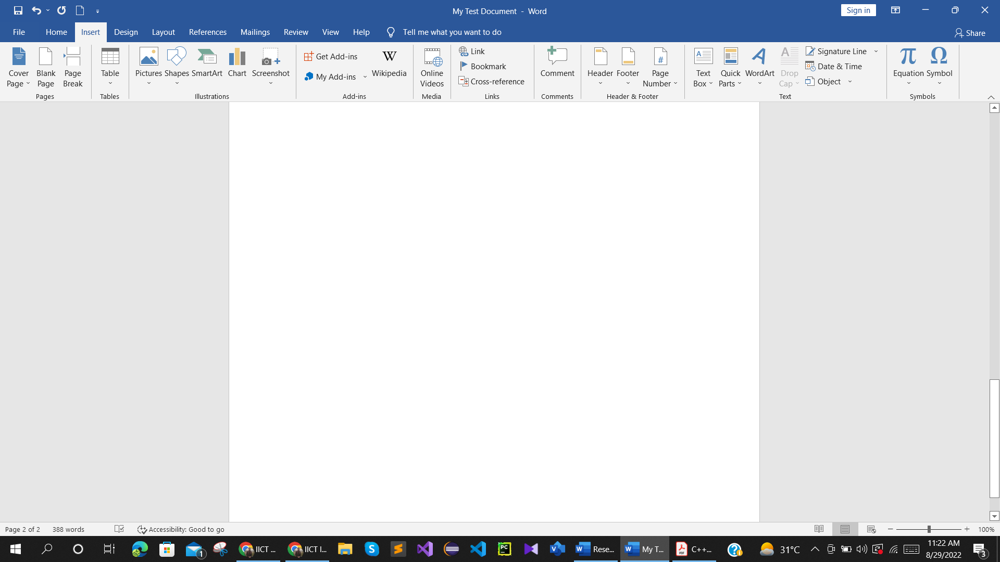 My Test Document - Word
Sign in
File Home Insert Design Layout References Mailings Review View Help Tell me what you want to do Share
Cover Page
Blank Page
Page Break
Pages
Table
Tables
Pictures Shapes SmartArt Chart Screenshot
Illustrations
Get Add-ins
My Add-ins
W Wikipedia
Add-ins
Online Videos
Media
Link
Bookmark
Cross-reference
Links
Comment
Comments
Header Footer
# Page Number
Header & Footer
A Text Box
Quick Parts
A WordArt
A Drop Cap
Signature Line
Date & Time
Object
Text
π Equation
Ω Symbol
Symbols
Page 2 of 2 388 words Accessibility: Good to go 100%
1 IICT ... IICT I... S PC V W Rese... W My T... PDF C++... 31°C 11:22 AM
8/29/2022 3